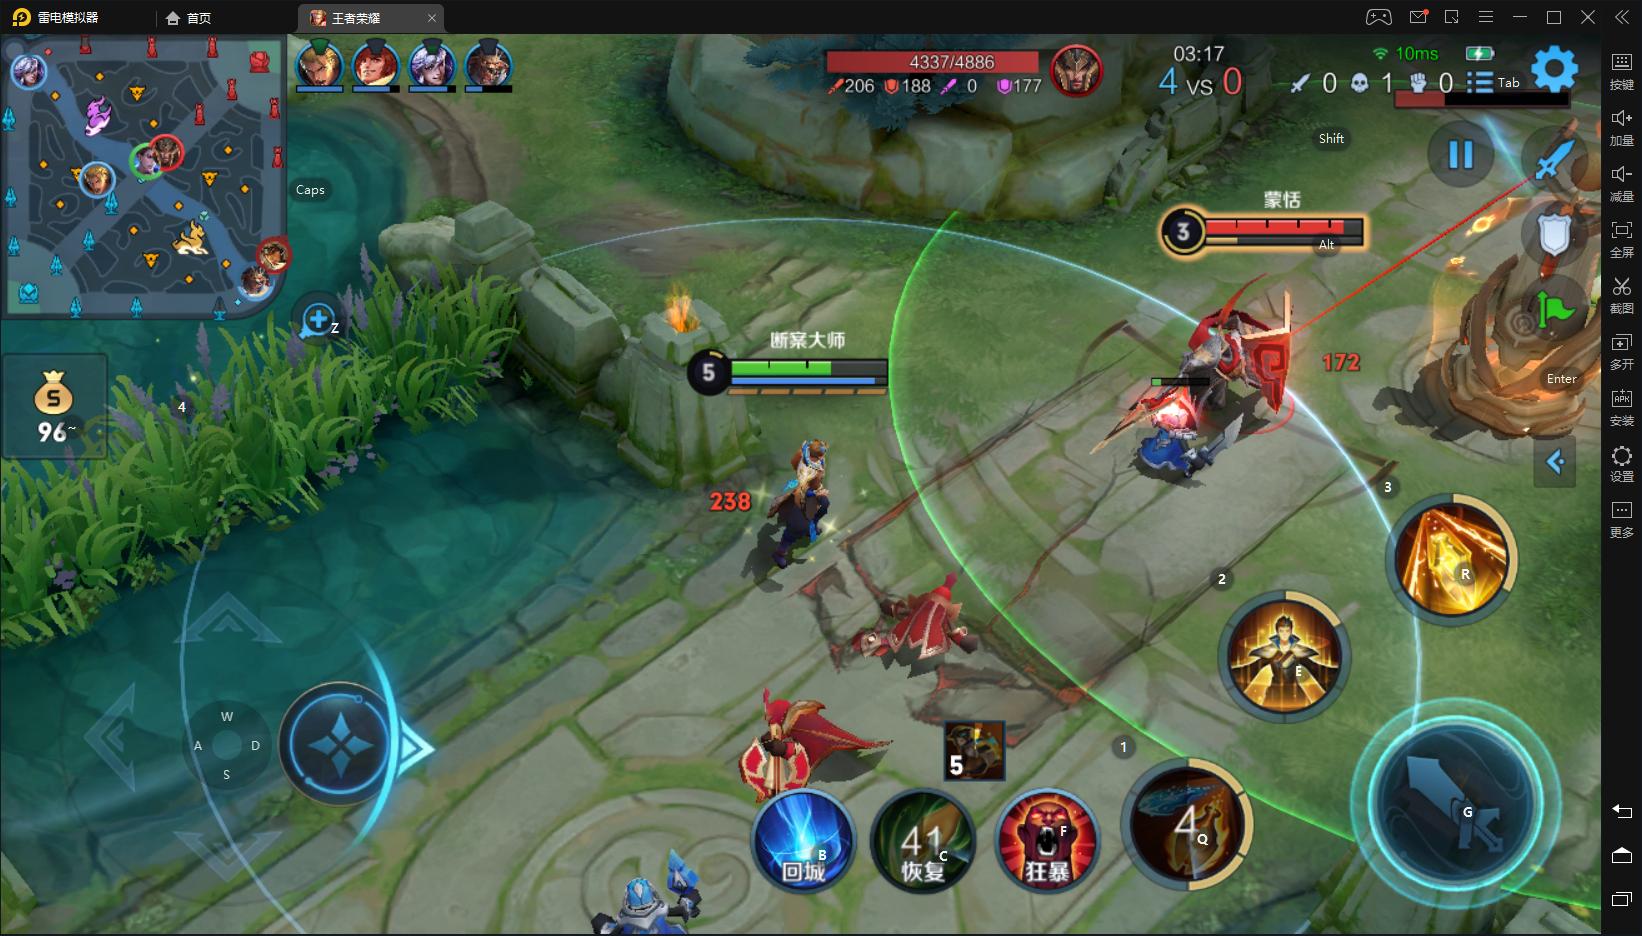 雷电模拟器
首页
王者荣耀
4337/4886
206 188 0 177
03:17
4 VS 0
10ms
0 1 0
Tab
Shift
Caps
Z
蒙恬
3
Alt
172
断案大师
5
238
S
96
~
4
Enter
3
R
2
E
W
A D
S
5
1
4
Q
G
B
回城
41
C
恢复
F
狂暴
按键
加量
减量
全屏
截图
多开
APK
安装
设置
更多